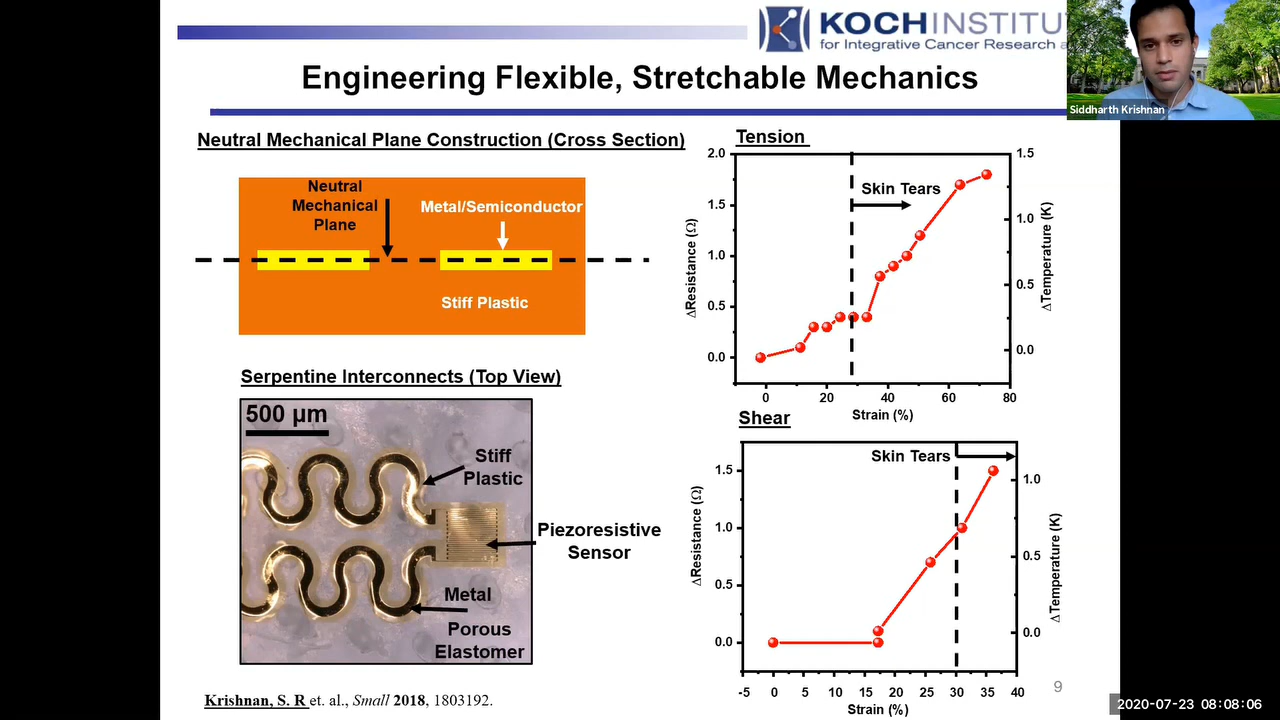 KOCH INSTITU
for Integrative Cancer Research a
Siddharth Krishnan
Engineering Flexible, Stretchable Mechanics
Neutral Mechanical Plane Construction (Cross Section)
Neutral
Mechanical
Plane
Metal/Semiconductor
Stiff Plastic
Serpentine Interconnects (Top View)
500 µm
Stiff
Plastic
Piezoresistive
Sensor
Metal
Porous
Elastomer
Tension
2.0
1.5
1.0
0.5
0.0
ΔResistance (Ω)
Skin Tears
1.5
1.0
0.5
0.0
ΔTemperature (K)
0 20 40 60 80
Strain (%)
Shear
1.5
1.0
0.5
0.0
ΔResistance (Ω)
Skin Tears
1.0
0.5
0.0
ΔTemperature (K)
-5 0 5 10 15 20 25 30 35 40
Strain (%)
Krishnan, S. R et. al., Small 2018, 1803192.
9
2020-07-23 08:08:06